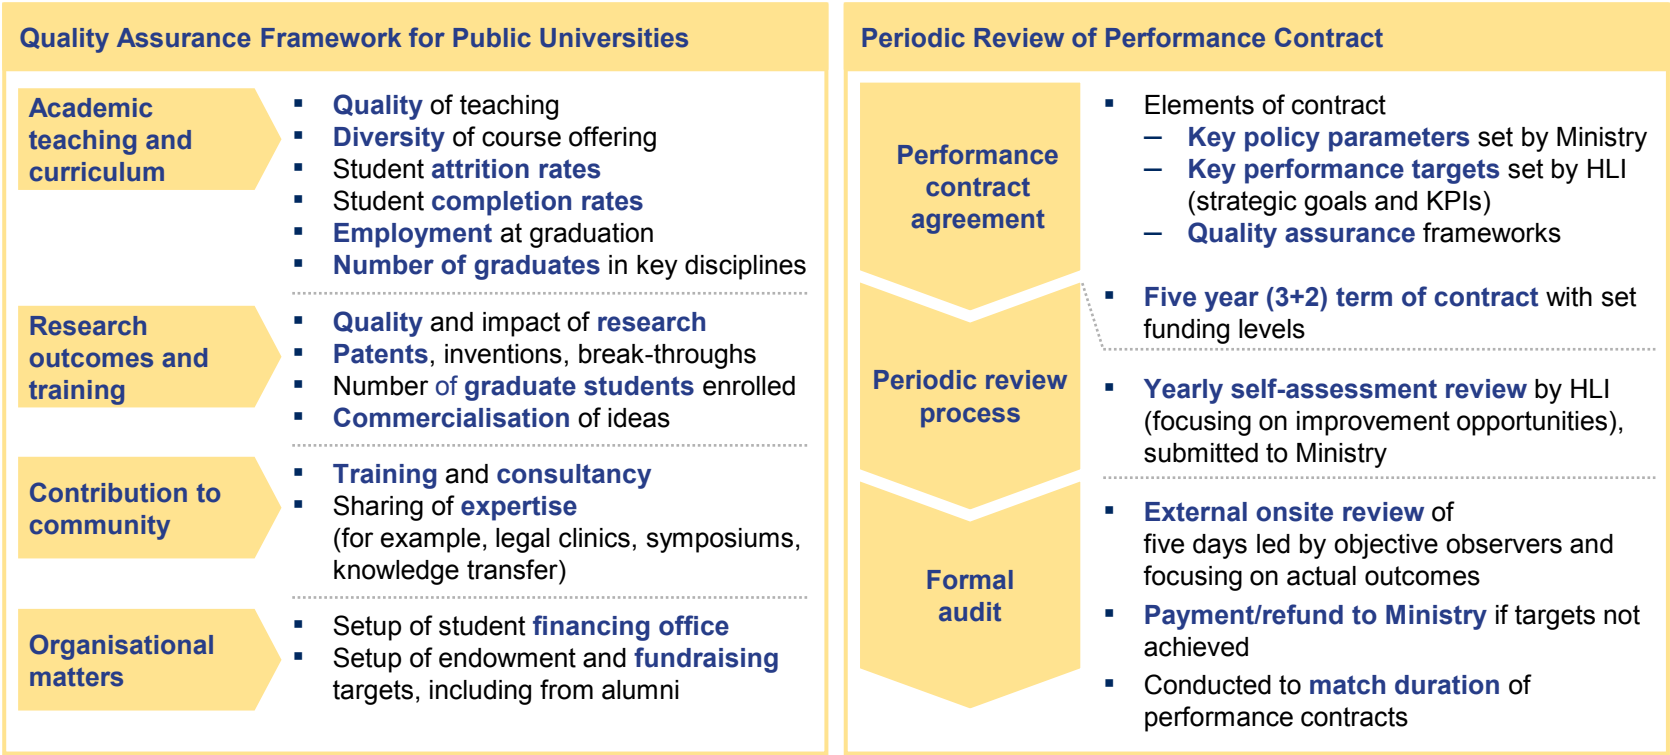 Quality Assurance Framework for Public Universities
Academic
teaching and
curriculum
▪ Quality of teaching
▪ Diversity of course offering
▪ Student attrition rates
▪ Student completion rates
▪ Employment at graduation
▪ Number of graduates in key disciplines
Research
outcomes and
training
▪ Quality and impact of research
▪ Patents, inventions, break-throughs
▪ Number of graduate students enrolled
▪ Commercialisation of ideas
Contribution to
community
▪ Training and consultancy
▪ Sharing of expertise
(for example, legal clinics, symposiums,
knowledge transfer)
Organisational
matters
▪ Setup of student financing office
▪ Setup of endowment and fundraising
targets, including from alumni
Periodic Review of Performance Contract
Performance
contract
agreement
▪ Elements of contract
– Key policy parameters set by Ministry
– Key performance targets set by HLI
(strategic goals and KPIs)
– Quality assurance frameworks
▪ Five year (3+2) term of contract with set
funding levels
Periodic review
process
▪ Yearly self-assessment review by HLI
(focusing on improvement opportunities),
submitted to Ministry
Formal
audit
▪ External onsite review of
five days led by objective observers and
focusing on actual outcomes
▪ Payment/refund to Ministry if targets not
achieved
▪ Conducted to match duration of
performance contracts